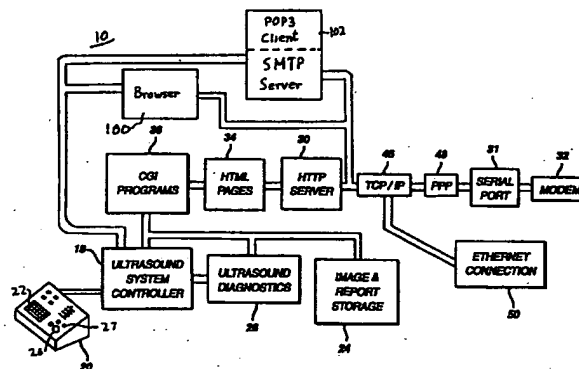 10
POP3
Client
102
SMTP
Server
Browser
100
36
34
30
46
48
31
32
CGI
PROGRAMS
HTML
PAGES
HTTP
SERVER
TCP / IP
PPP
SERIAL
PORT
MODEM
18
ULTRASOUND
SYSTEM
CONTROLLER
ULTRASOUND
DIAGNOSTICS
IMAGE &
REPORT
STORAGE
ETHERNET
CONNECTION
22
27
26
20
24
50